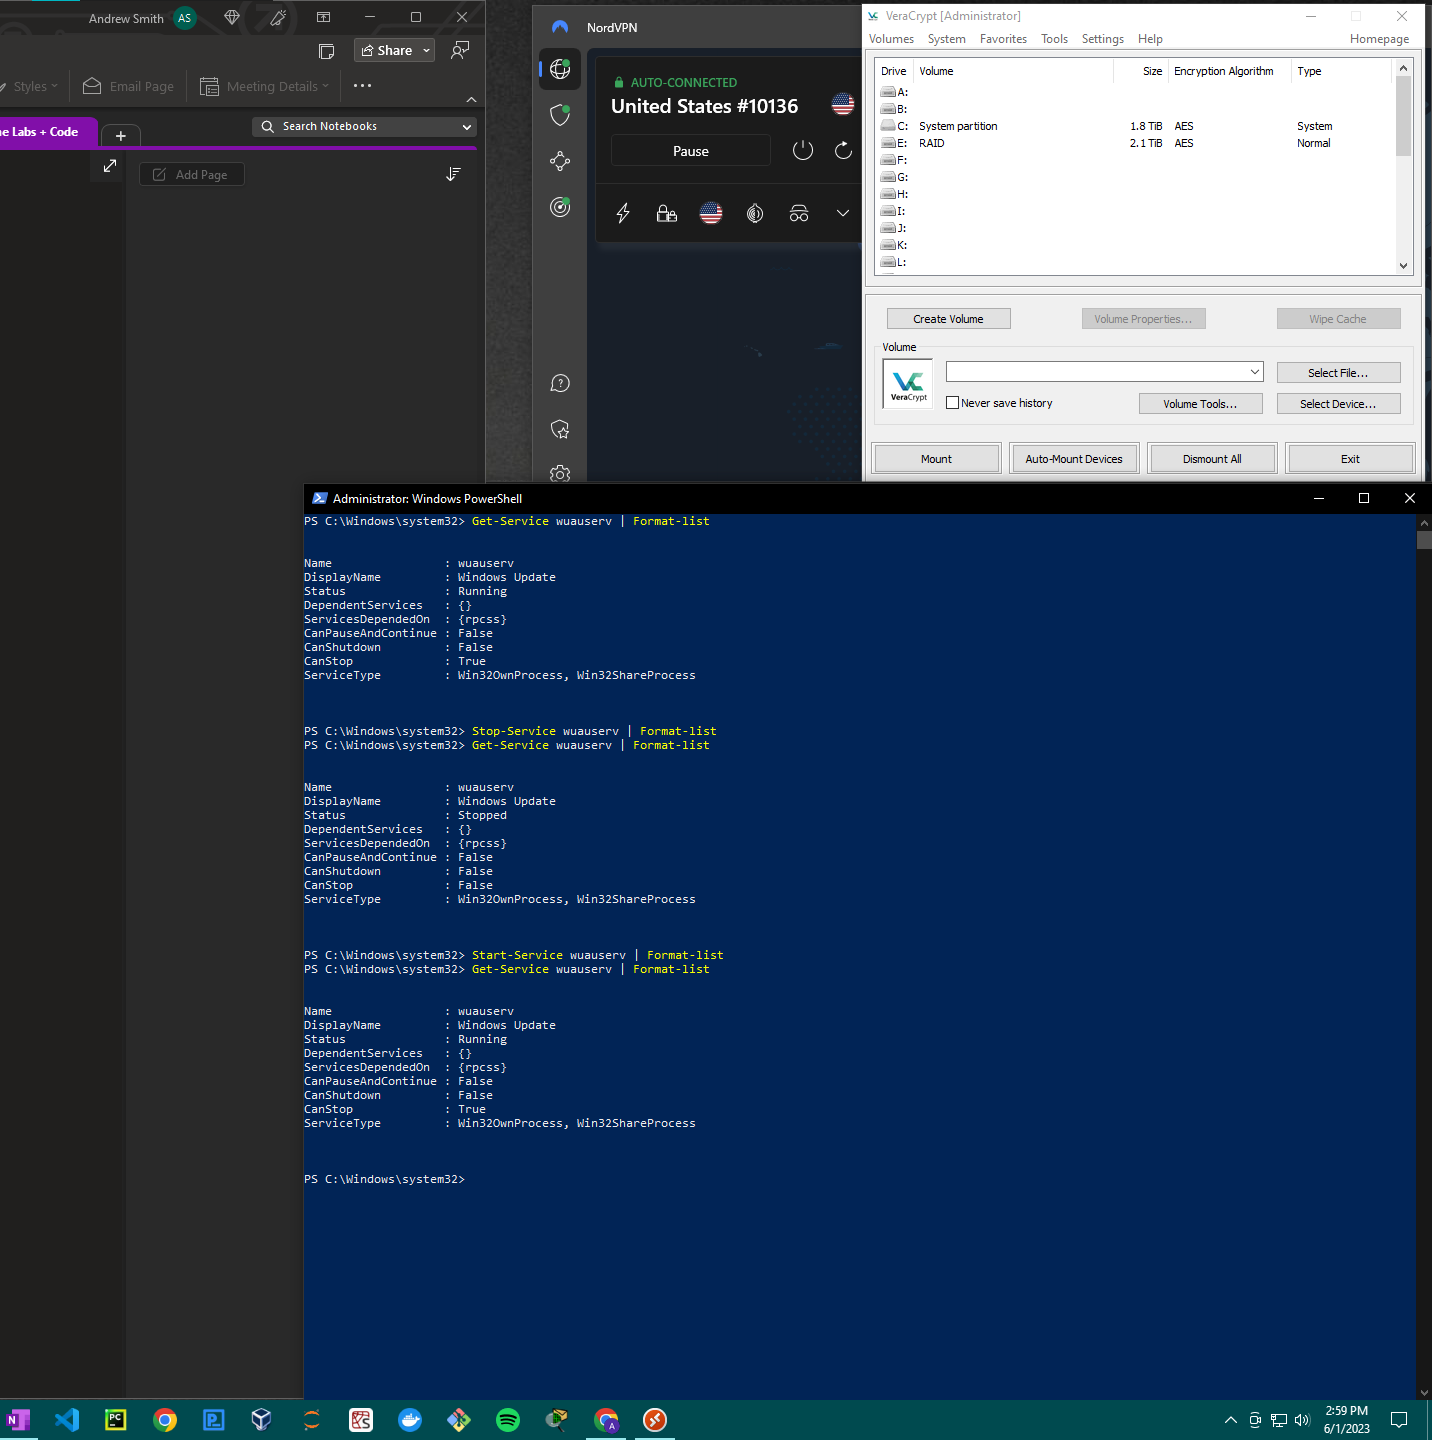 Andrew Smith AS
Share
Styles
Email Page
Meeting Details
ne Labs + Code
Search Notebooks
Add Page
NordVPN
AUTO-CONNECTED
United States #10136
Pause
VeraCrypt [Administrator]
Volumes System Favorites Tools Settings Help Homepage
Drive Volume Size Encryption Algorithm Type
A:
B:
C: System partition 1.8 TiB AES System
E: RAID 2.1 TiB AES Normal
F:
G:
H:
I:
J:
K:
L:
Create Volume Volume Properties... Wipe Cache
Volume
VeraCrypt
Select File...
Never save history
Volume Tools... Select Device...
Mount Auto-Mount Devices Dismount All Exit
Administrator: Windows PowerShell
PS C:\Windows\system32> Get-Service wuauserv | Format-list
Name : wuauserv
DisplayName : Windows Update
Status : Running
DependentServices : {}
ServicesDependedOn : {rpcss}
CanPauseAndContinue : False
CanShutdown : False
CanStop : True
ServiceType : Win32OwnProcess, Win32ShareProcess
PS C:\Windows\system32> Stop-Service wuauserv | Format-list
PS C:\Windows\system32> Get-Service wuauserv | Format-list
Name : wuauserv
DisplayName : Windows Update
Status : Stopped
DependentServices : {}
ServicesDependedOn : {rpcss}
CanPauseAndContinue : False
CanShutdown : False
CanStop : False
ServiceType : Win32OwnProcess, Win32ShareProcess
PS C:\Windows\system32> Start-Service wuauserv | Format-list
PS C:\Windows\system32> Get-Service wuauserv | Format-list
Name : wuauserv
DisplayName : Windows Update
Status : Running
DependentServices : {}
ServicesDependedOn : {rpcss}
CanPauseAndContinue : False
CanShutdown : False
CanStop : True
ServiceType : Win32OwnProcess, Win32ShareProcess
PS C:\Windows\system32>
2:59 PM
6/1/2023